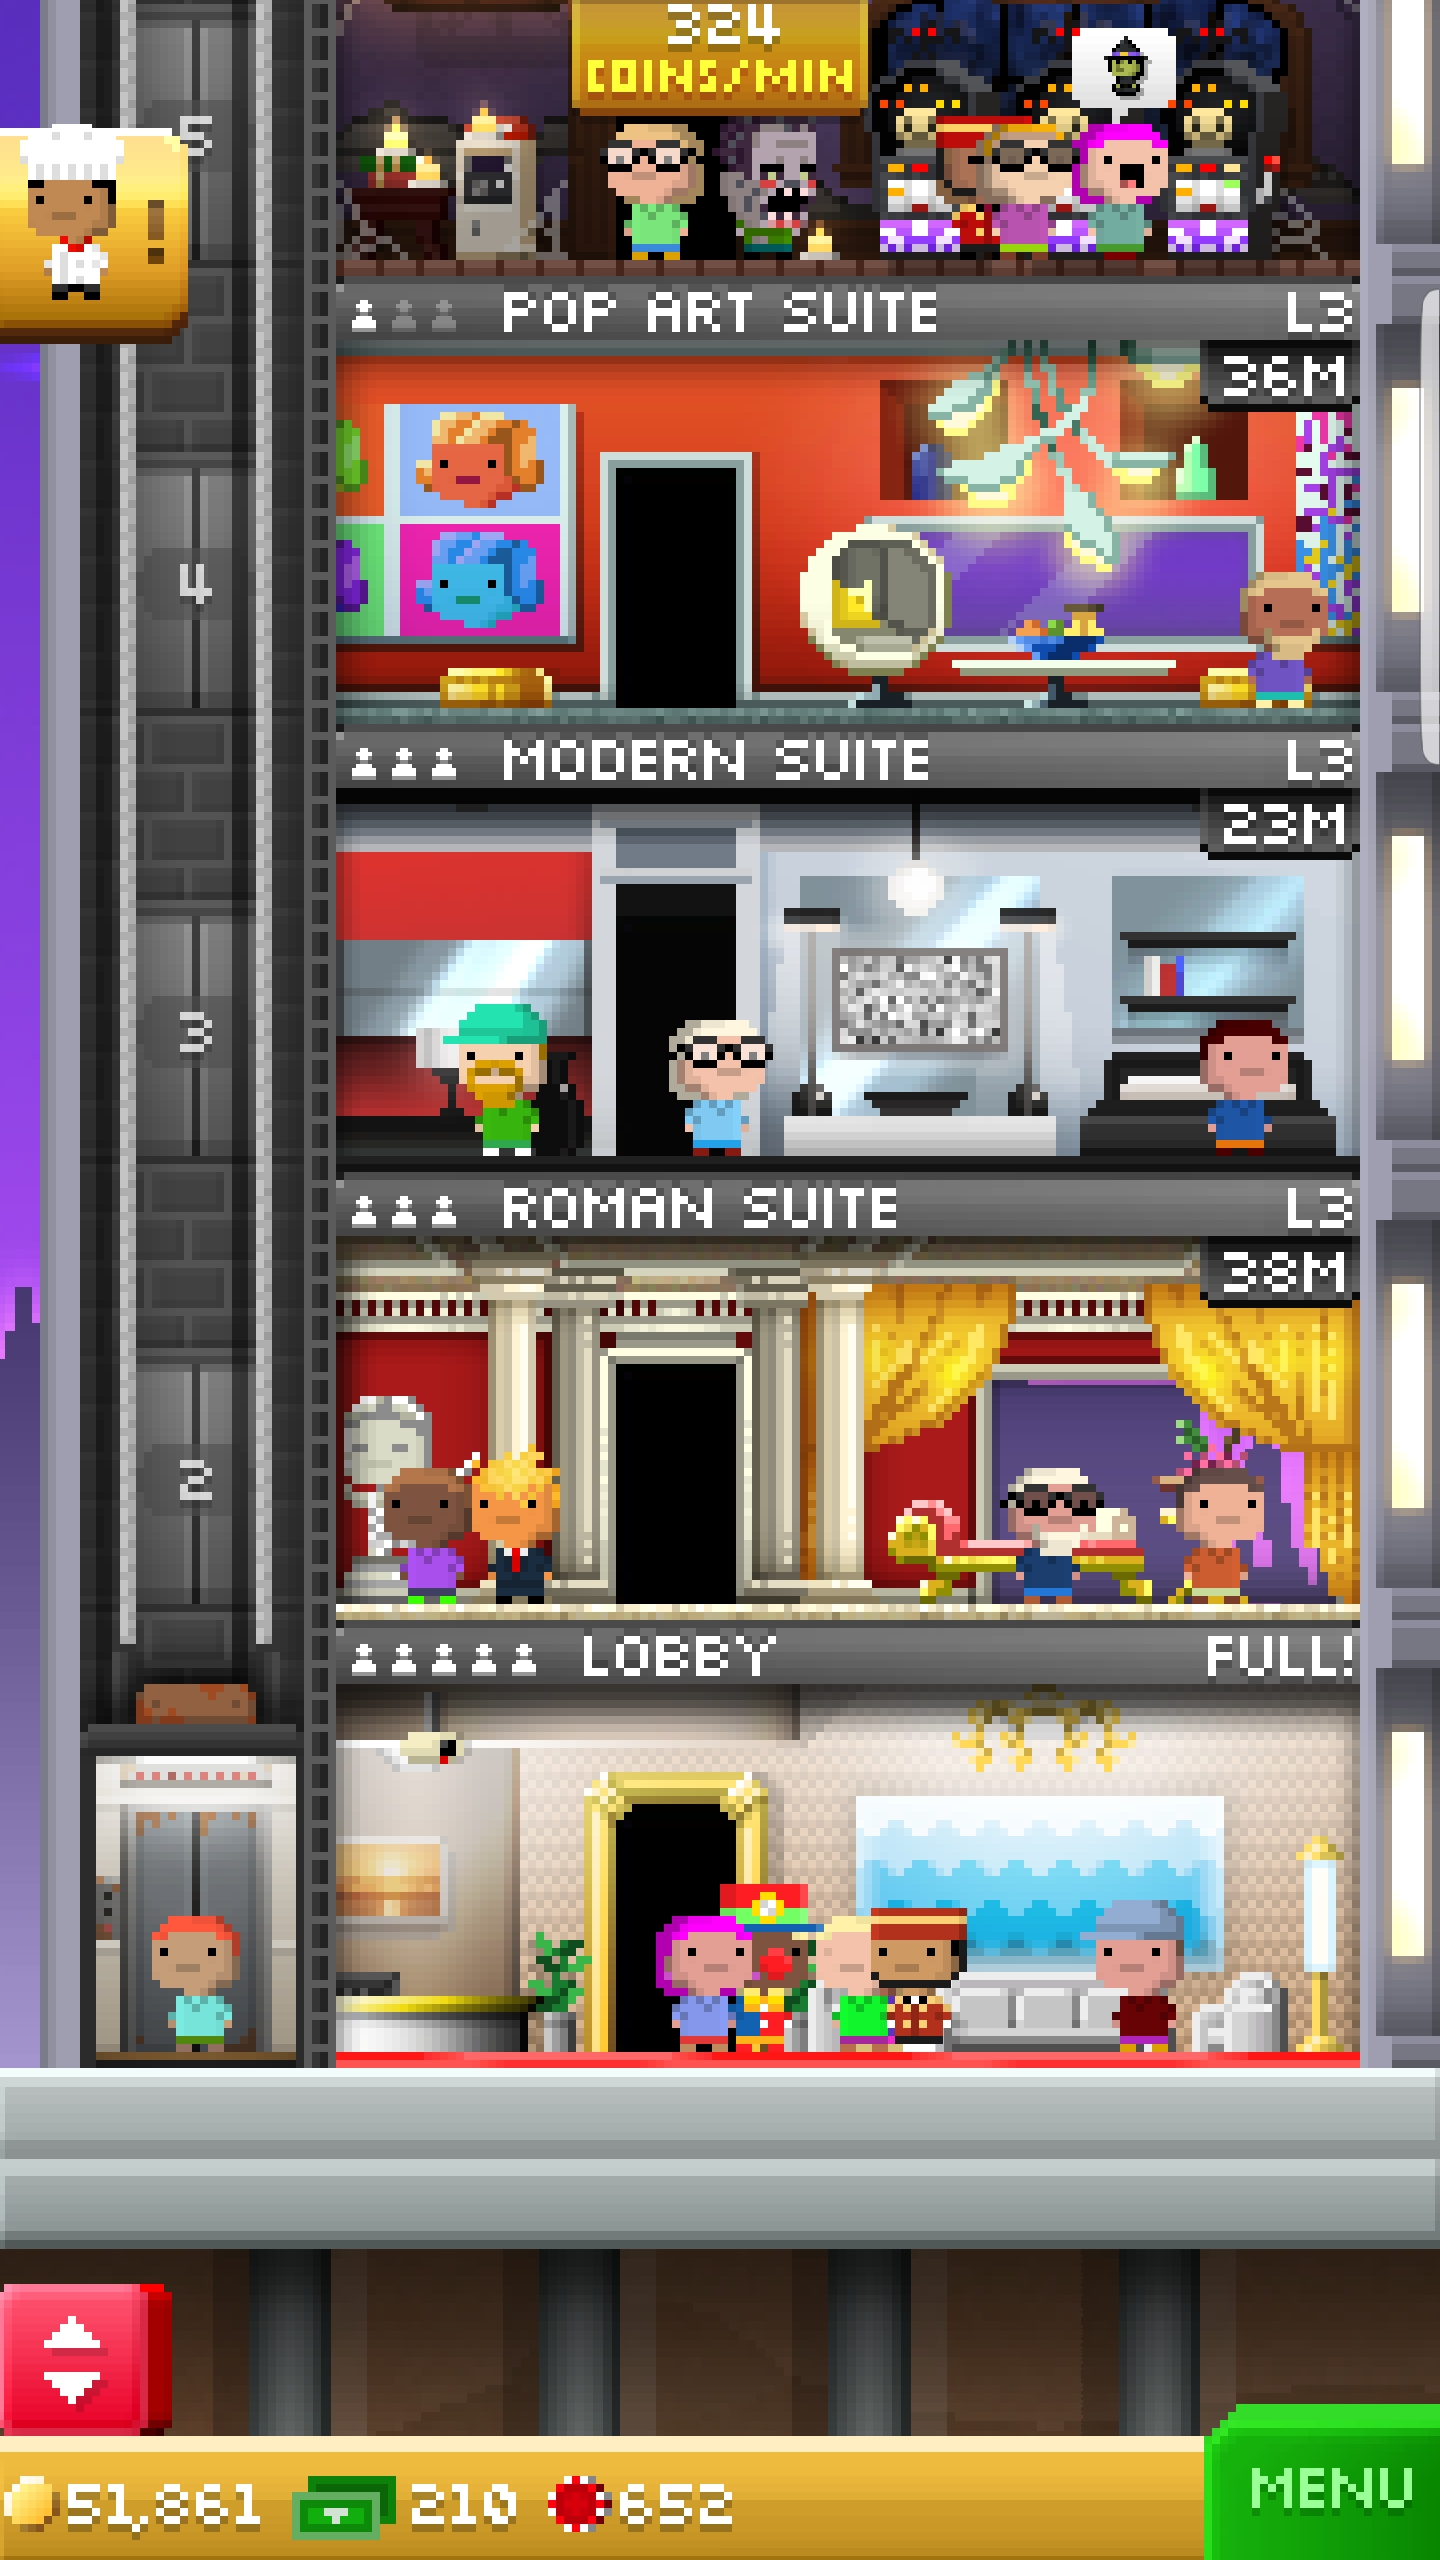 324
COINS/MIN
5
!
POP ART SUITE L3
36M
4
MODERN SUITE L3
23M
3
ROMAN SUITE L3
38M
2
LOBBY FULL!
51,861 210 652
MENU